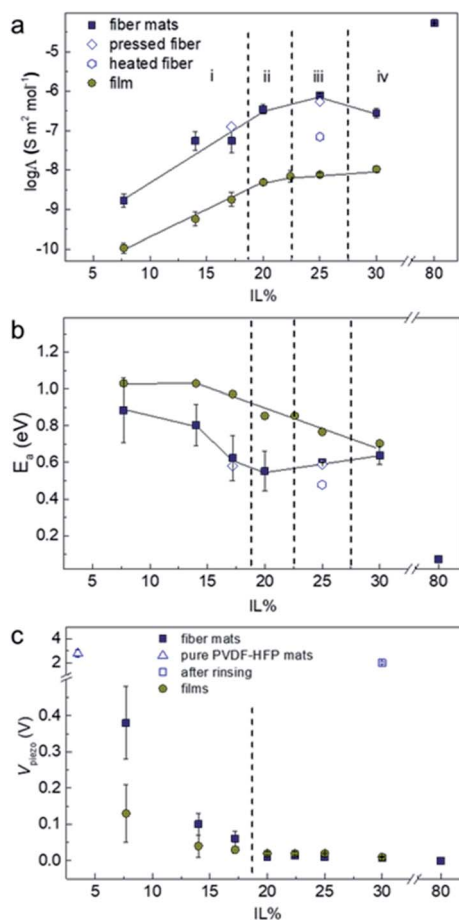 a
fiber mats
pressed fiber
heated fiber
film
i
ii
iii
iv
logΛ (S m² mol⁻¹)
-4
-5
-6
-7
-8
-9
-10
5
10
15
20
25
30
80
IL%
b
Eₐ (eV)
1.2
1.0
0.8
0.6
0.4
0.2
5
10
15
20
25
30
80
IL%
c
fiber mats
pure PVDF-HFP mats
after rinsing
films
V_piezo (V)
4
2
0.4
0.3
0.2
0.1
0.0
5
10
15
20
25
30
80
IL%